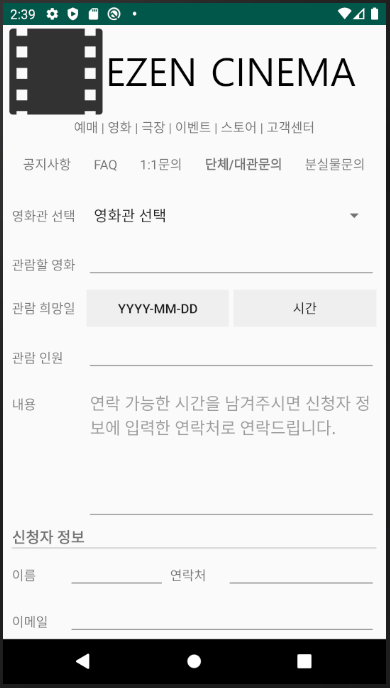 2:39
EZEN CINEMA
예매 | 영화 | 극장 | 이벤트 | 스토어 | 고객센터
공지사항 FAQ 1:1문의 단체/대관문의 분실물문의
영화관 선택 영화관 선택
관람할 영화
관람 희망일 YYYY-MM-DD 시간
관람 인원
내용 연락 가능한 시간을 남겨주시면 신청자 정
보에 입력한 연락처로 연락드립니다.
신청자 정보
이름 연락처
이메일